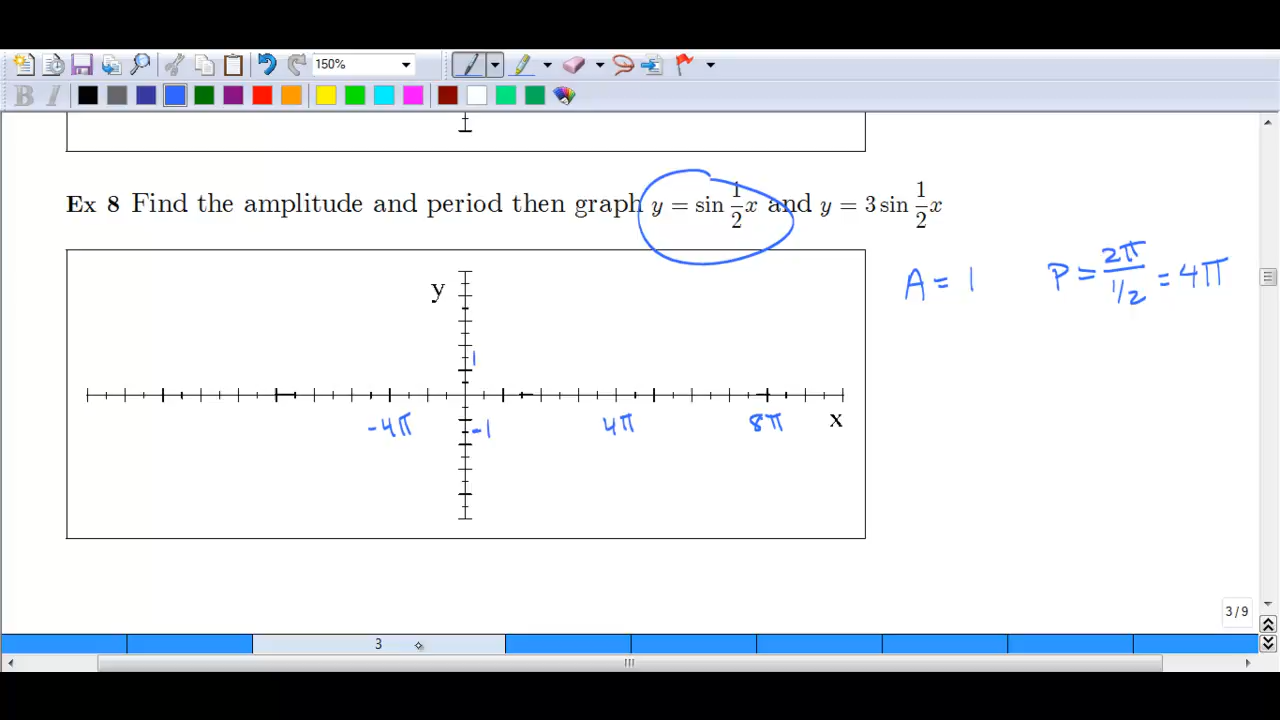 150%
B I
Ex 8 Find the amplitude and period then graph y = sin 1/2 x and y = 3 sin 1/2 x
A = 1 P = 2π / 1/2 = 4π
y
1
-4π -1 4π 8π x
3/9
3